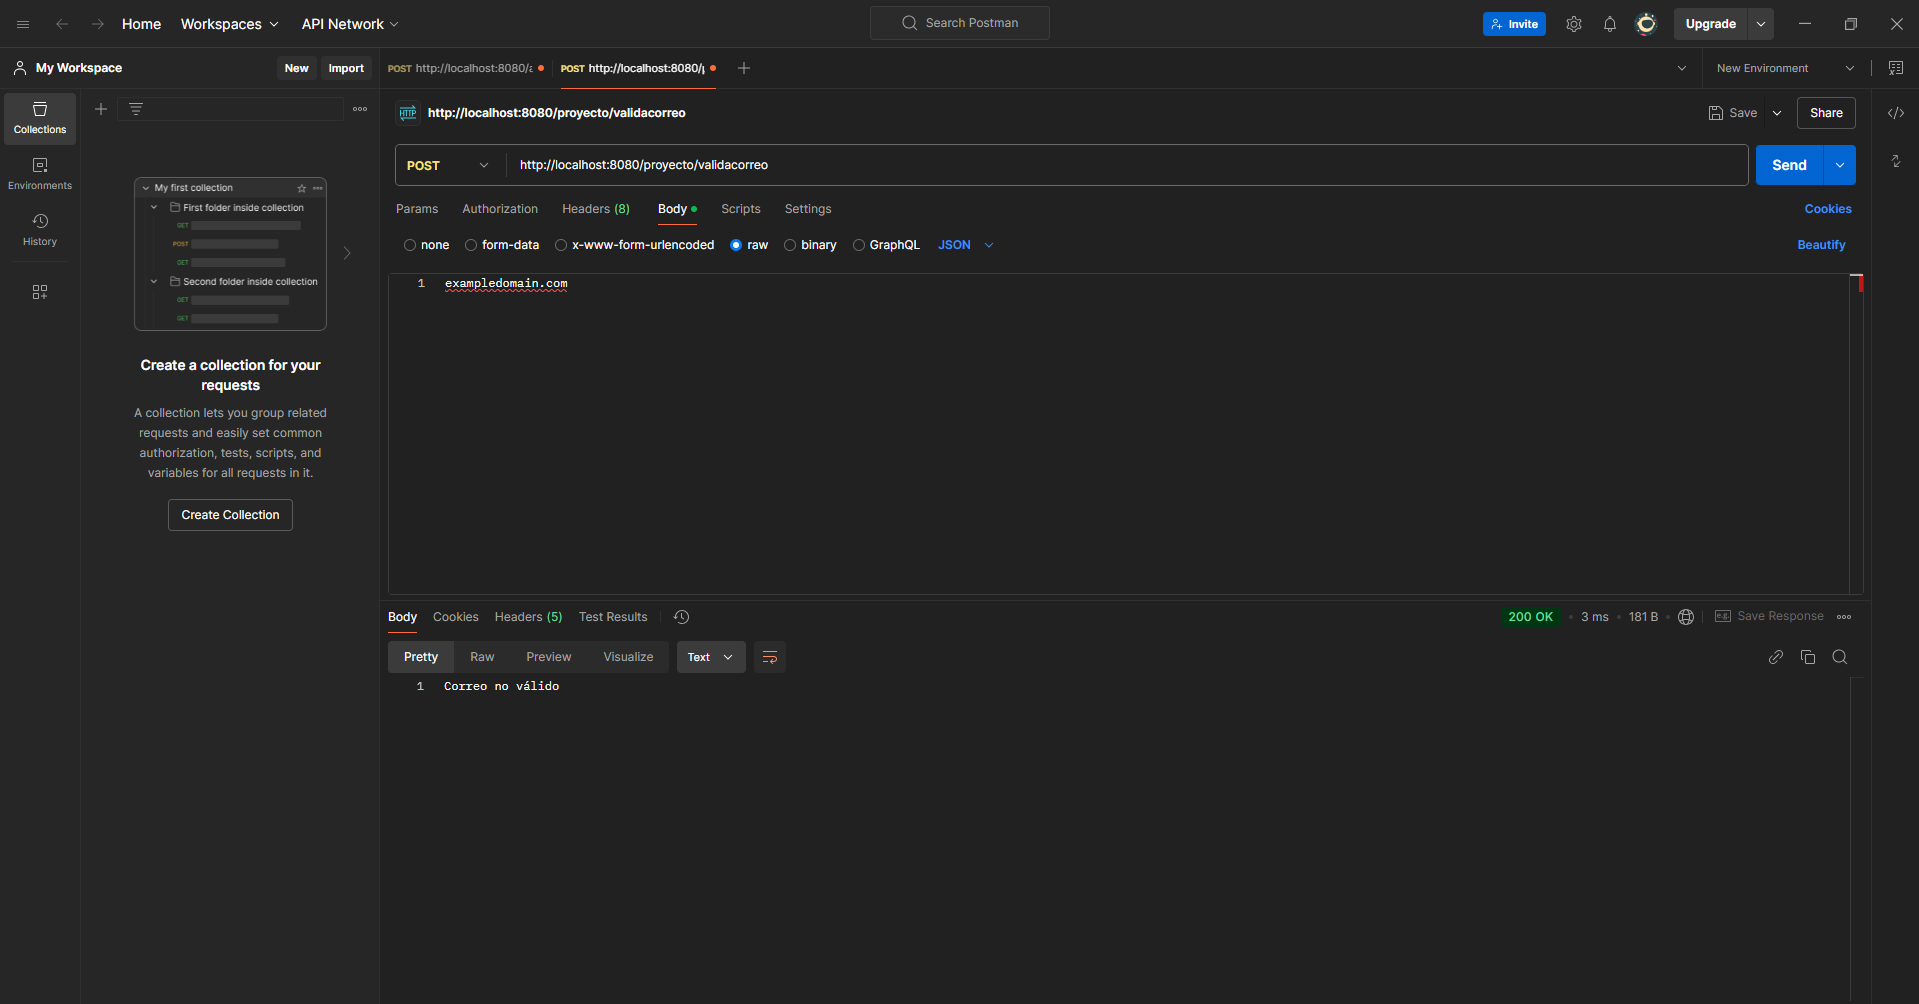 Home Workspaces API Network Search Postman Invite Upgrade
My Workspace New Import POST http://localhost:8080/ POST http://localhost:8080/ New Environment
Collections
Environments
History
My first collection
First folder inside collection
GET
POST
GET
Second folder inside collection
GET
GET
Create a collection for your
requests
A collection lets you group related
requests and easily set common
authorization, tests, scripts, and
variables for all requests in it.
Create Collection
HTTP http://localhost:8080/proyecto/validacorreo Save Share
POST http://localhost:8080/proyecto/validacorreo Send
Params Authorization Headers (8) Body Scripts Settings Cookies
none form-data x-www-form-urlencoded raw binary GraphQL JSON Beautify
1 exampledomain.com
Body Cookies Headers (5) Test Results 200 OK 3 ms 181 B e.g. Save Response
Pretty Raw Preview Visualize Text
1 Correo no válido